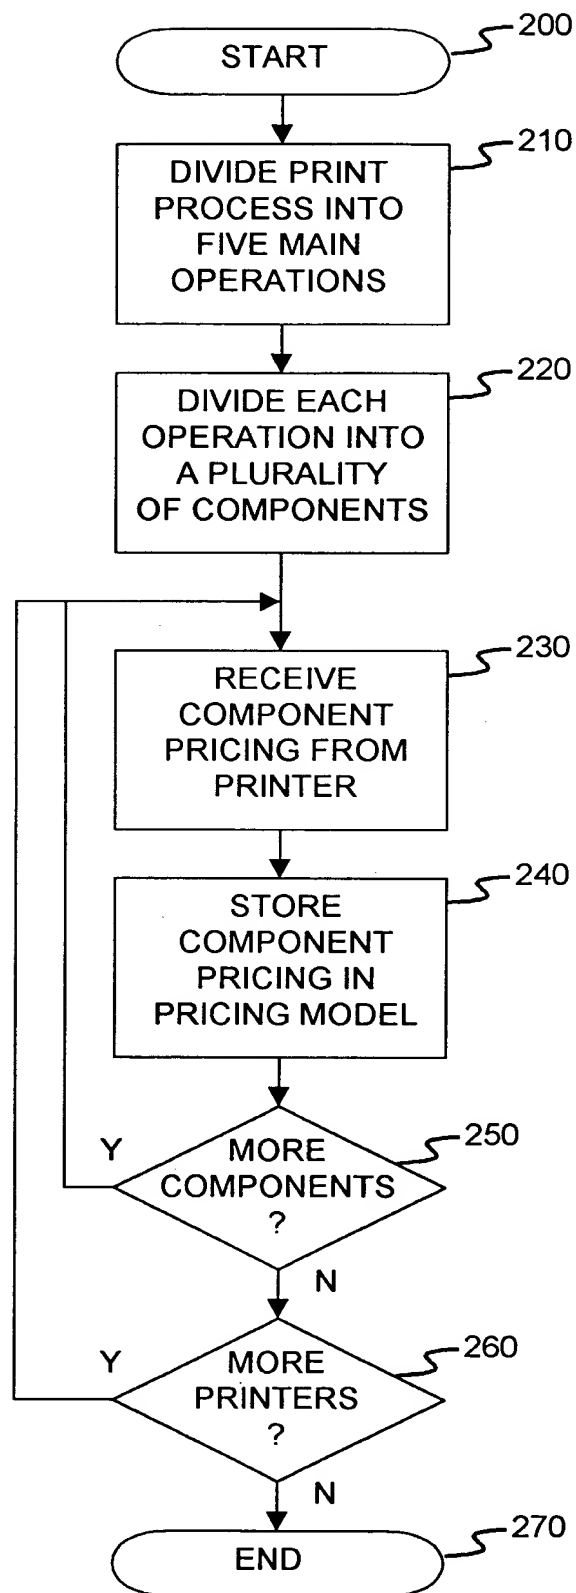 200
START
210
DIVIDE PRINT
PROCESS INTO
FIVE MAIN
OPERATIONS
220
DIVIDE EACH
OPERATION INTO
A PLURALITY
OF COMPONENTS
230
RECEIVE
COMPONENT
PRICING FROM
PRINTER
240
STORE
COMPONENT
PRICING IN
PRICING MODEL
250
Y
MORE
COMPONENTS
?
N
260
Y
MORE
PRINTERS
?
N
270
END